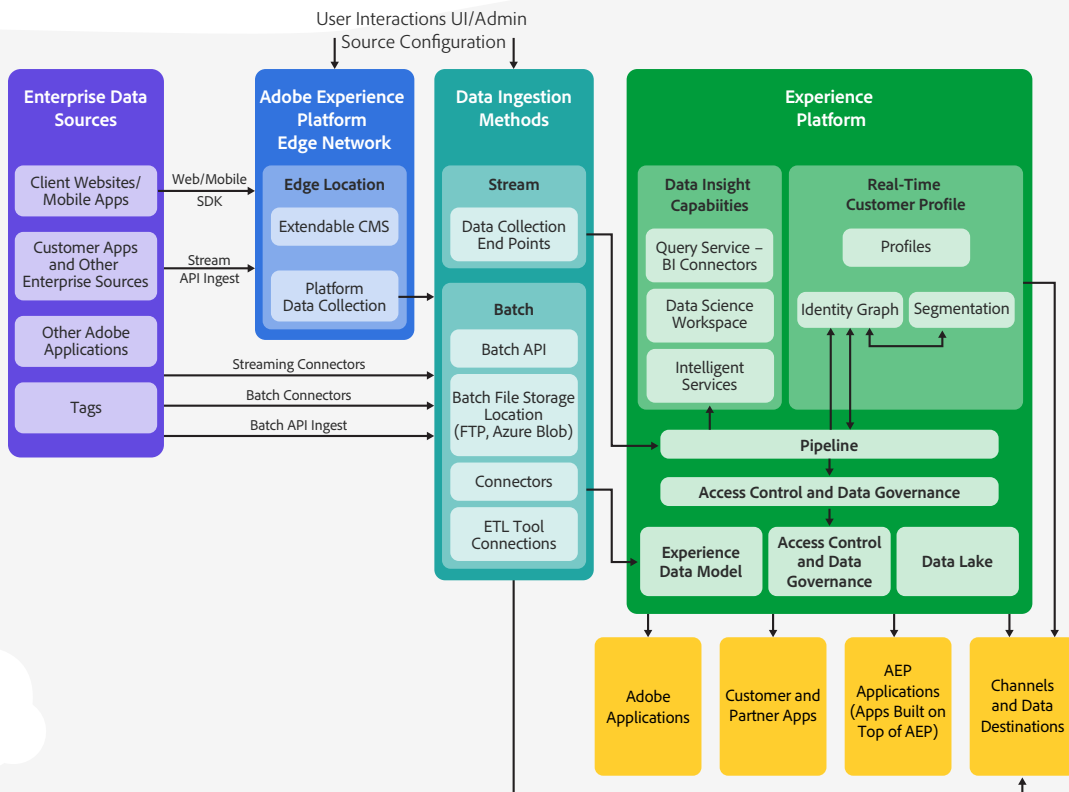 User Interactions UI/Admin
Source Configuration
Enterprise Data
Sources
Client Websites/
Mobile Apps
Customer Apps
and Other
Enterprise Sources
Other Adobe
Applications
Tags
Web/Mobile
SDK
Stream
API Ingest
Streaming Connectors
Batch Connectors
Batch API Ingest
Adobe Experience
Platform
Edge Network
Edge Location
Extendable CMS
Platform
Data Collection
Data Ingestion
Methods
Stream
Data Collection
End Points
Batch
Batch API
Batch File Storage
Location
(FTP, Azure Blob)
Connectors
ETL Tool
Connections
Experience
Platform
Data Insight
Capabiities
Query Service –
BI Connectors
Data Science
Workspace
Intelligent
Services
Real-Time
Customer Profile
Profiles
Identity Graph
Segmentation
Pipeline
Access Control and Data Governance
Experience
Data Model
Access Control
and Data
Governance
Data Lake
Adobe
Applications
Customer and
Partner Apps
AEP
Applications
(Apps Built on
Top of AEP)
Channels
and Data
Destinations